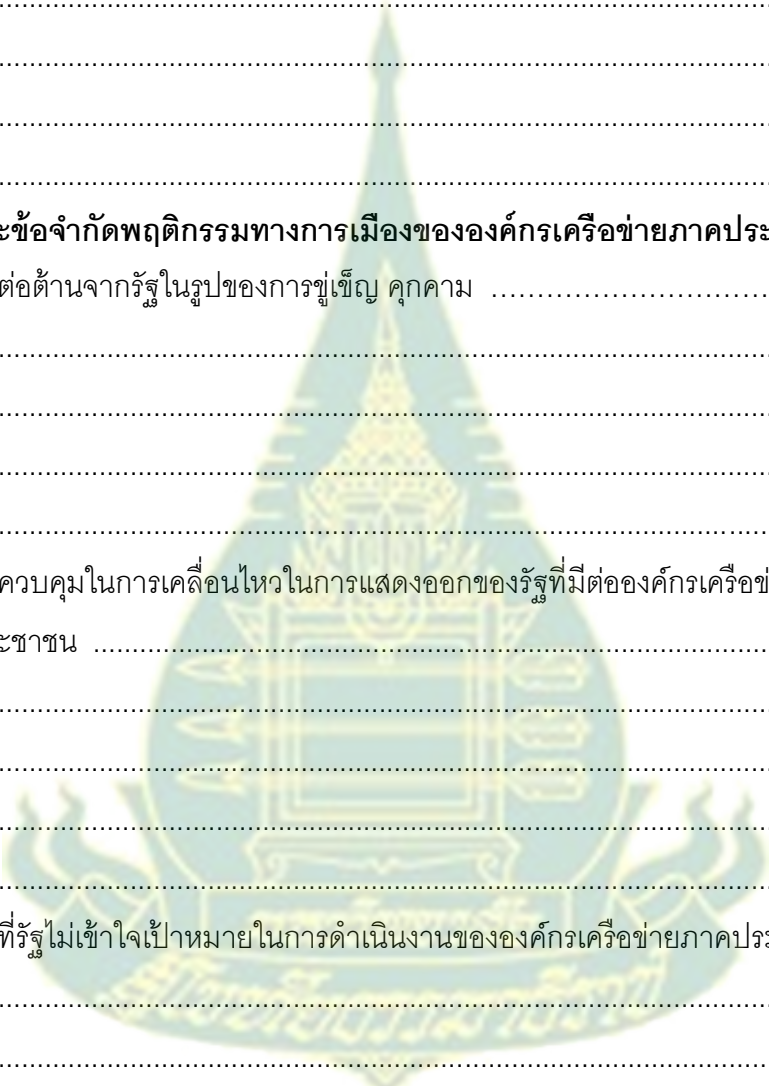 ....................................................................................................
....................................................................................................
....................................................................................................
....................................................................................................
ะข้อจำกัดพฤติกรรมทางการเมืองขององค์กรเครือข่ายภาคประ
ต่อต้านจากรัฐในรูปของการขู่เข็ญ คุกคาม ................................
....................................................................................................
....................................................................................................
....................................................................................................
....................................................................................................
ควบคุมในการเคลื่อนไหวในการแสดงออกของรัฐที่มีต่อองค์กรเครือข่
ะชาชน ........................................................................................
....................................................................................................
....................................................................................................
....................................................................................................
....................................................................................................
ที่รัฐไม่เข้าใจเป้าหมายในการดำเนินงานขององค์กรเครือข่ายภาคประ
....................................................................................................
....................................................................................................